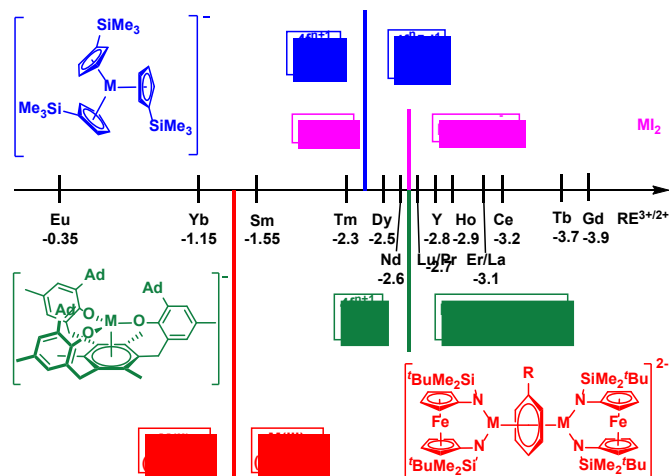 SiMe3
-
M
Me3Si
SiMe3
MI2
Eu
-0.35
Yb
-1.15
Sm
-1.55
Tm
-2.3
Dy
-2.5
Nd
-2.6
Lu/Pr
-2.7
Y
-2.8
Ho
-2.9
Er/La
-3.1
Ce
-3.2
Tb
-3.7
Gd
-3.9
RE3+/2+
Ad
Ad
Ad
-
O
M
O
O
R
2-
tBuMe2Si
N
Fe
N
tBuMe2Si
M
M
SiMe2tBu
N
Fe
N
SiMe2tBu